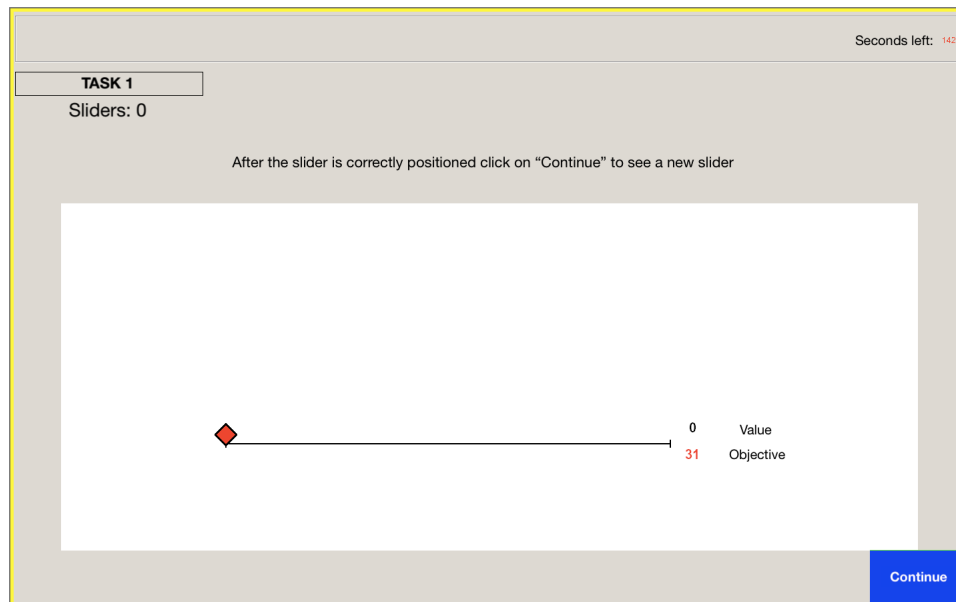 Seconds left: 142
TASK 1
Sliders: 0
After the slider is correctly positioned click on “Continue” to see a new slider
0 Value
31 Objective
Continue